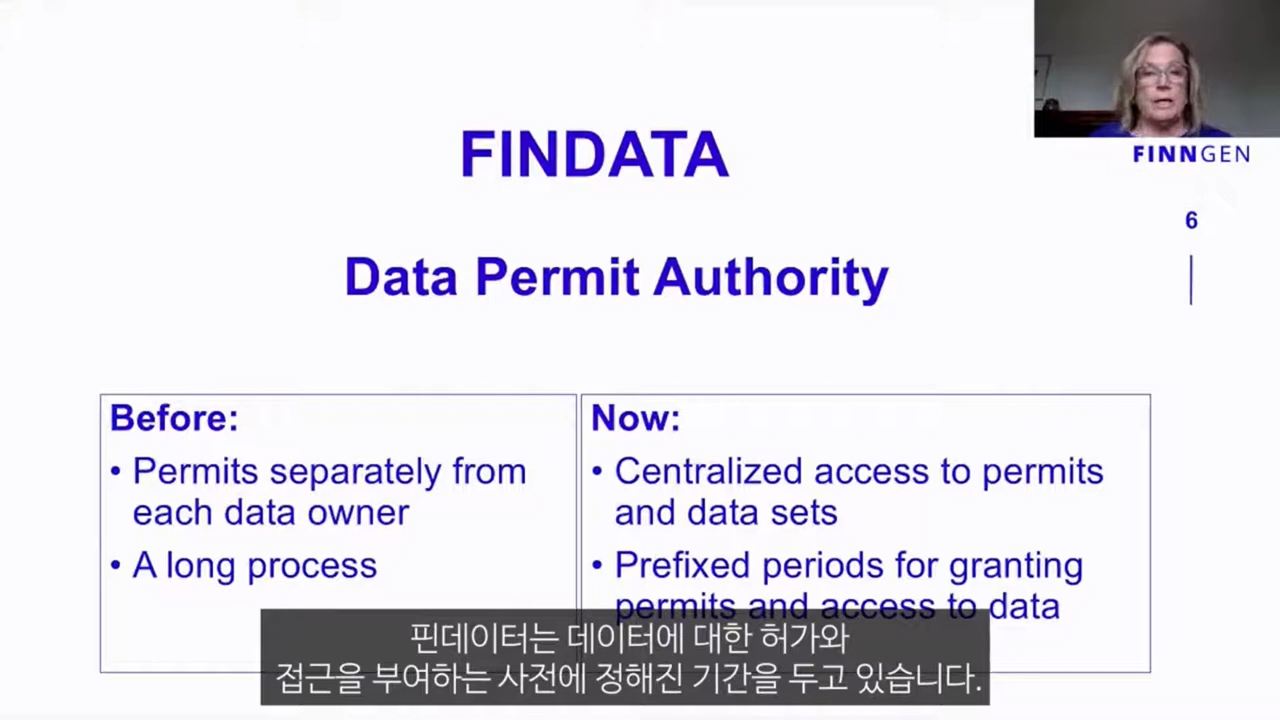 FINDATA
FINNGEN
6
Data Permit Authority
Before:
• Permits separately from
each data owner
• A long process
Now:
• Centralized access to permits
and data sets
• Prefixed periods for granting
permits and access to data
핀데이터는 데이터에 대한 허가와
접근을 부여하는 사전에 정해진 기간을 두고 있습니다.